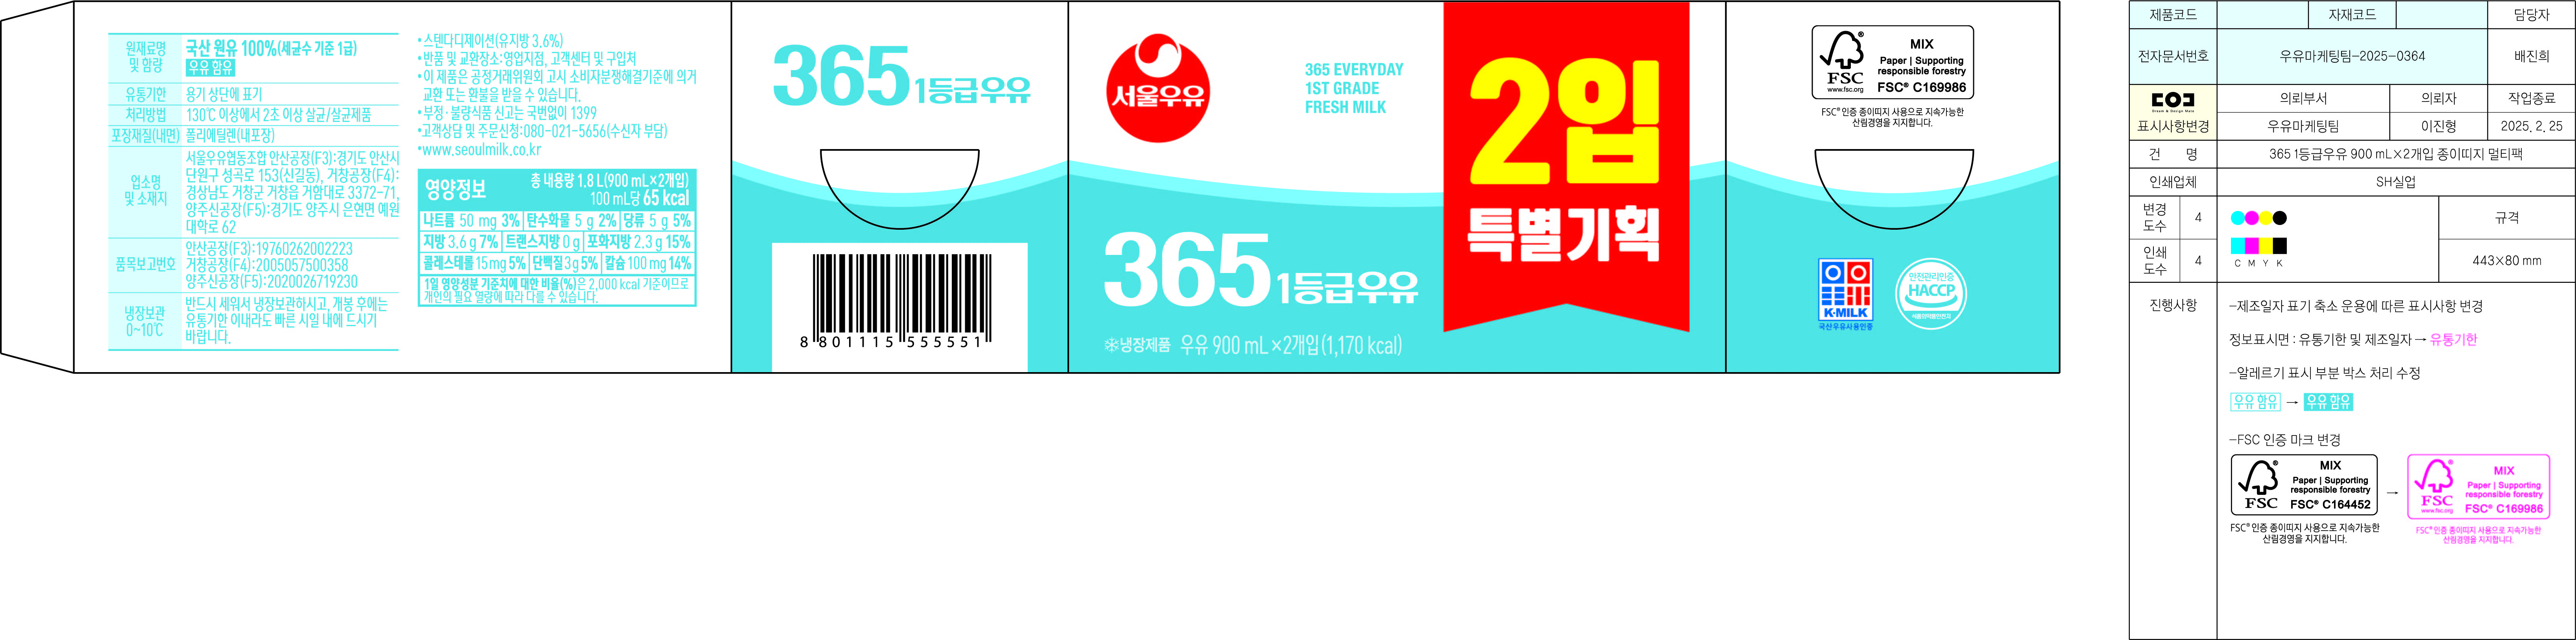 원재료명
및 함량
국산 원유 100%(세균수 기준 1급)
우유 함유
유통기한
용기 상단에 표기
처리방법
130℃ 이상에서 2초 이상 살균/살균제품
포장재질(내면)
폴리에틸렌(내포장)
업소명
및 소재지
서울우유협동조합 안산공장(F3):경기도 안산시
단원구 성곡로 153(신길동), 거창공장(F4):
경상남도 거창군 거창읍 거암대로 3372-71,
양주신공장(F5):경기도 양주시 은현면 예원
대학로 62
품목보고번호
안산공장(F3):19760262002223
거창공장(F4):2005057500358
양주신공장(F5):2020026719230
냉장보관
0~10℃
반드시 세워서 냉장보관하시고, 개봉 후에는
유통기한 이내라도 빠른 시일 내에 드시기
바랍니다.
•스텐다디제이션(유지방 3.6%)
•반품 및 교환장소:영업지점, 고객센터 및 구입처
•이 제품은 공정거래위원회 고시 소비자분쟁해결기준에 의거
교환 또는 환불을 받을 수 있습니다.
•부정·불량식품 신고는 국번없이 1399
•고객상담 및 주문신청:080-021-5656(수신자 부담)
•www.seoulmilk.co.kr
영양정보
총 내용량 1.8 L(900 mL×2개입)
100 mL당 65 kcal
나트륨 50 mg 3% 탄수화물 5 g 2% 당류 5 g 5%
지방 3.6 g 7% 트랜스지방 0 g 포화지방 2.3 g 15%
콜레스테롤 15 mg 5% 단백질 3 g 5% 칼슘 100 mg 14%
1일 영양성분 기준치에 대한 비율(%)은 2,000 kcal 기준이므로
개인의 필요 열량에 따라 다를 수 있습니다.
365 1등급우유
8 801115 555551
서울우유
365 EVERYDAY
1ST GRADE
FRESH MILK
2입
특별기획
365 1등급우유
냉장제품 우유 900 mL×2개입(1,170 kcal)
FSC®
www.fsc.org
MIX
Paper | Supporting
responsible forestry
FSC® C169986
FSC® 인증 종이띠지 사용으로 지속가능한
산림경영을 지지합니다.
K·MILK
국산우유사용인증
안전관리인증
HACCP
식품의약품안전처
제품코드
자재코드
담당자
전자문서번호
우유마케팅팀-2025-0364
배진희
Dream & Design Mate
표시사항변경
의뢰부서
의뢰자
작업종료
우유마케팅팀
이진형
2025. 2. 25
건 명
365 1등급우유 900 mL×2개입 종이띠지 멀티팩
인쇄업체
SH실업
변경
도수
4
인쇄
도수
4
C M Y K
규격
443×80 mm
진행사항
-제조일자 표기 축소 운용에 따른 표시사항 변경
정보표시면 : 유통기한 및 제조일자 → 유통기한
-알레르기 표시 부분 박스 처리 수정
우유 함유 → 우유 함유
-FSC 인증 마크 변경
FSC®
MIX
Paper | Supporting
responsible forestry
FSC® C164452
FSC® 인증 종이띠지 사용으로 지속가능한
산림경영을 지지합니다.
→
FSC®
www.fsc.org
MIX
Paper | Supporting
responsible forestry
FSC® C169986
FSC® 인증 종이띠지 사용으로 지속가능한
산림경영을 지지합니다.